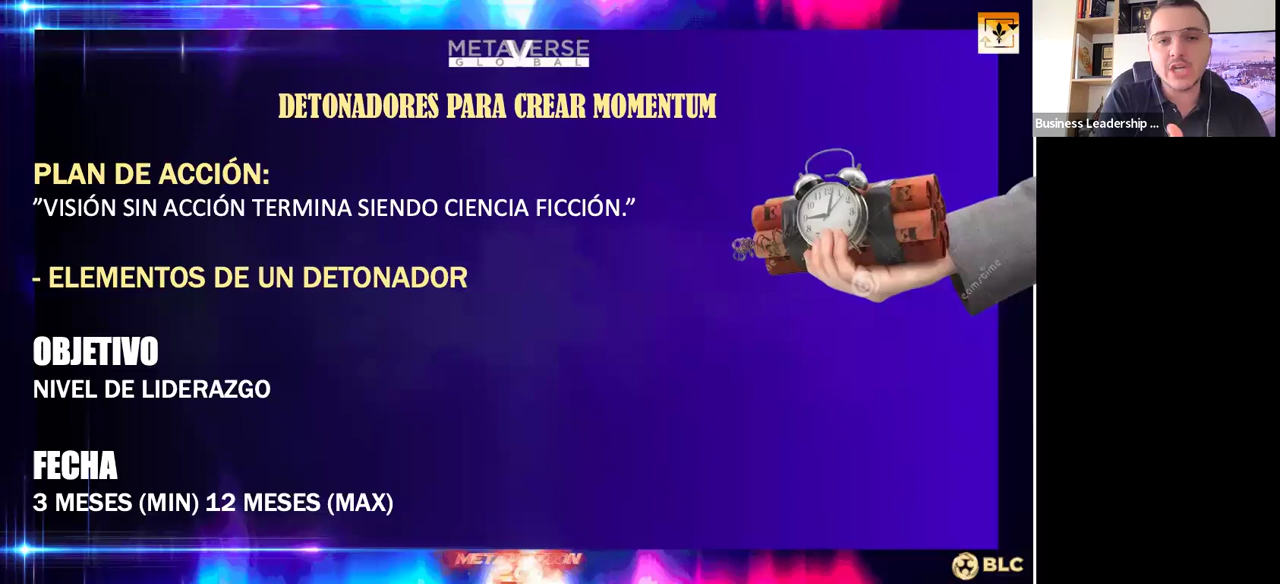 METAVERSE
GLOBAL
DETONADORES PARA CREAR MOMENTUM
PLAN DE ACCIÓN:
”VISIÓN SIN ACCIÓN TERMINA SIENDO CIENCIA FICCIÓN.”
- ELEMENTOS DE UN DETONADOR
OBJETIVO
NIVEL DE LIDERAZGO
FECHA
3 MESES (MIN) 12 MESES (MAX)
BLC
Business Leadership ...